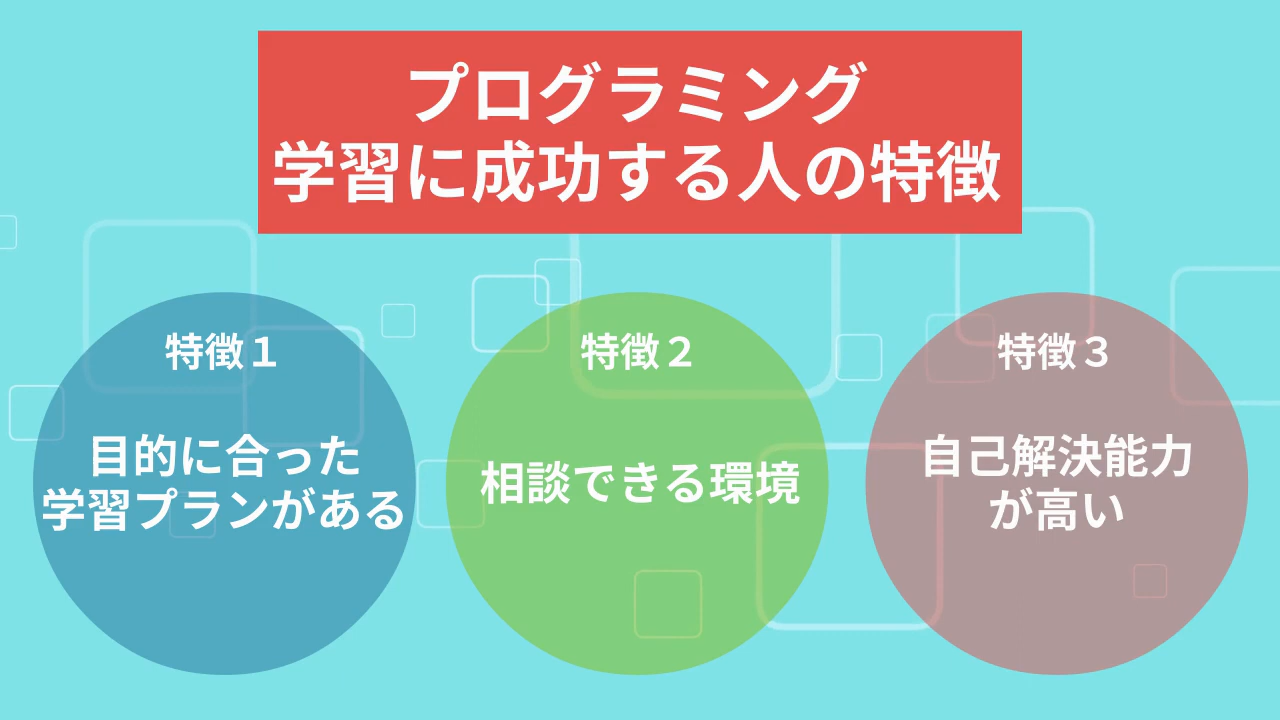 プログラミング
学習に成功する人の特徴
特徴１
目的に合った
学習プランがある
特徴２
相談できる環境
特徴３
自己解決能力
が高い